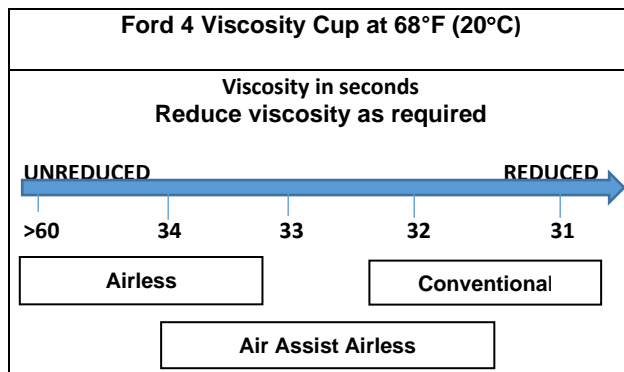 Ford 4 Viscosity Cup at 68°F (20°C)
Viscosity in seconds
Reduce viscosity as required
UNREDUCED REDUCED
>60 34 33 32 31
Airless Conventional
Air Assist Airless